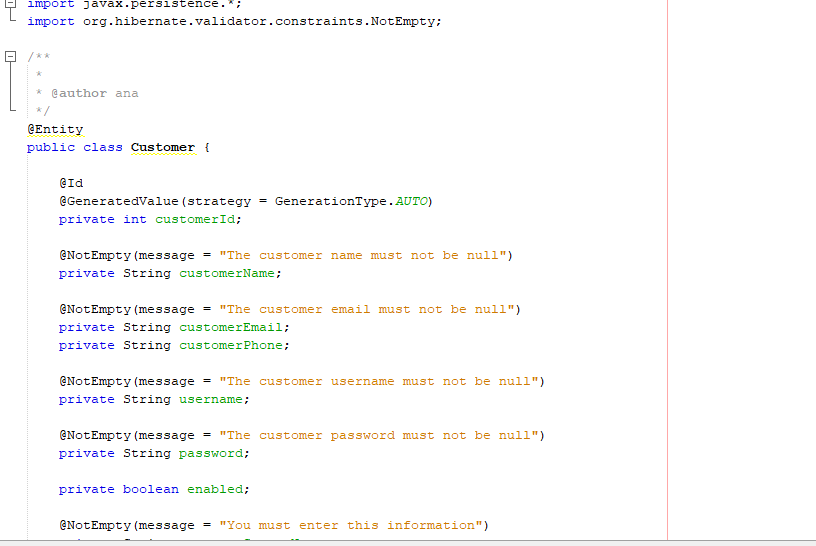 import javax.persistence.*;
import org.hibernate.validator.constraints.NotEmpty;
/**
*
* @author ana
*/
@Entity
public class Customer {
@Id
@GeneratedValue(strategy = GenerationType.AUTO)
private int customerId;
@NotEmpty(message = "The customer name must not be null")
private String customerName;
@NotEmpty(message = "The customer email must not be null")
private String customerEmail;
private String customerPhone;
@NotEmpty(message = "The customer username must not be null")
private String username;
@NotEmpty(message = "The customer password must not be null")
private String password;
private boolean enabled;
@NotEmpty(message = "You must enter this information")